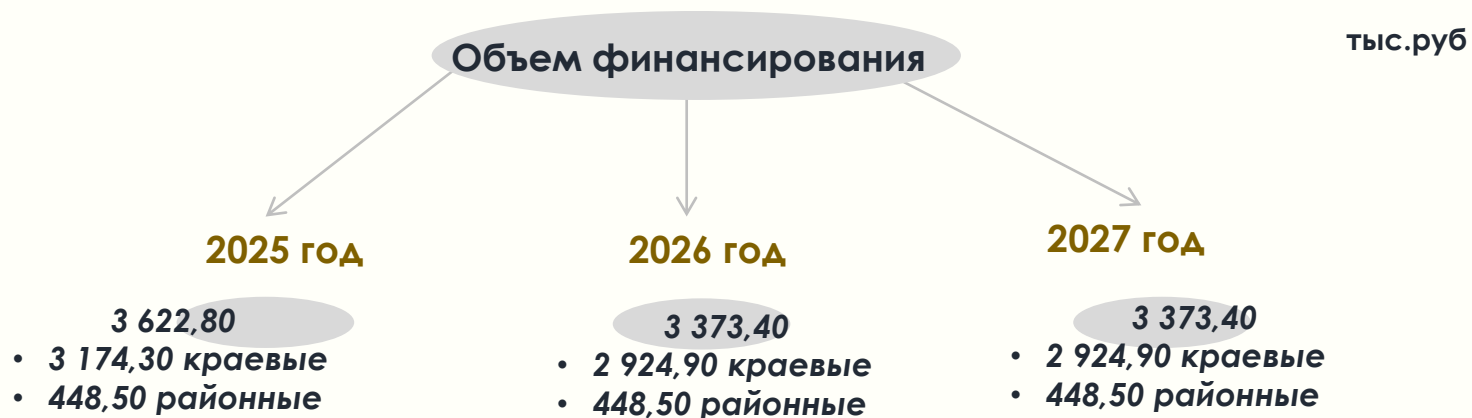 Объем финансирования
тыс.руб
2025 год
3 622,80
• 3 174,30 краевые
• 448,50 районные
2026 год
3 373,40
• 2 924,90 краевые
• 448,50 районные
2027 год
3 373,40
• 2 924,90 краевые
• 448,50 районные